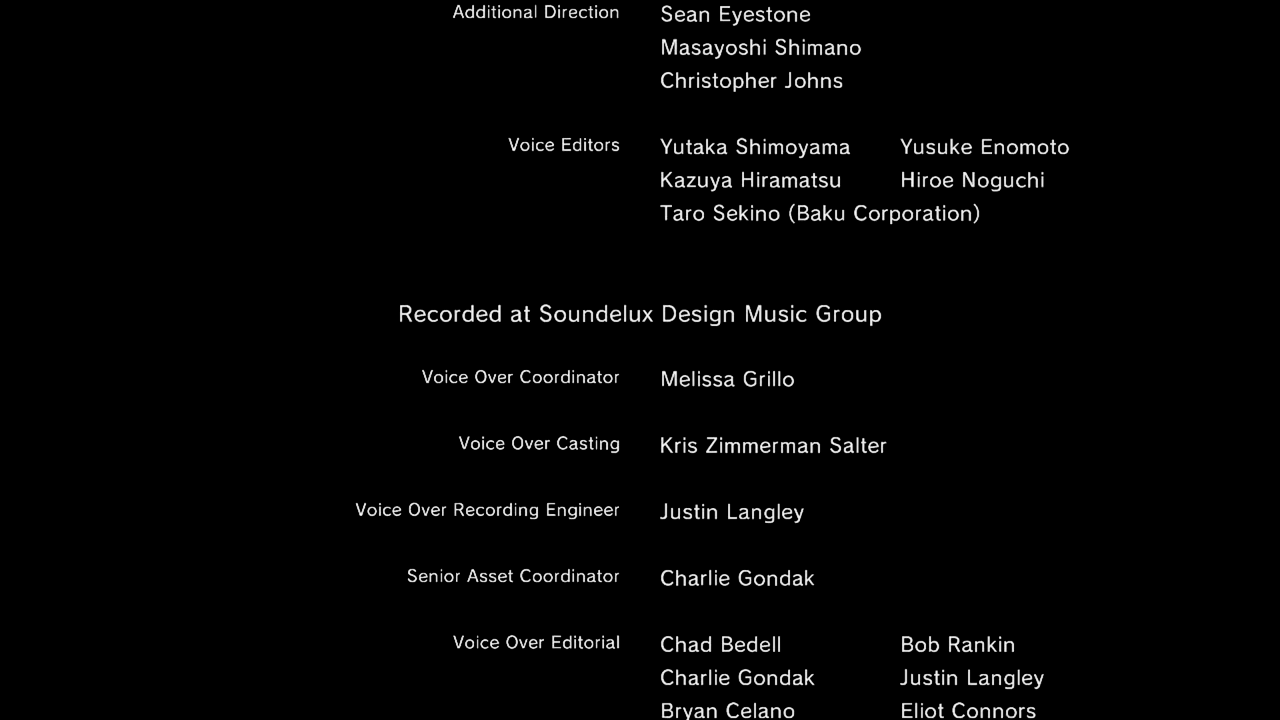 Additional Direction Sean Eyestone
Masayoshi Shimano
Christopher Johns
Voice Editors Yutaka Shimoyama Yusuke Enomoto
Kazuya Hiramatsu Hiroe Noguchi
Taro Sekino (Baku Corporation)
Recorded at Soundelux Design Music Group
Voice Over Coordinator Melissa Grillo
Voice Over Casting Kris Zimmerman Salter
Voice Over Recording Engineer Justin Langley
Senior Asset Coordinator Charlie Gondak
Voice Over Editorial Chad Bedell Bob Rankin
Charlie Gondak Justin Langley
Bryan Celano Eliot Connors